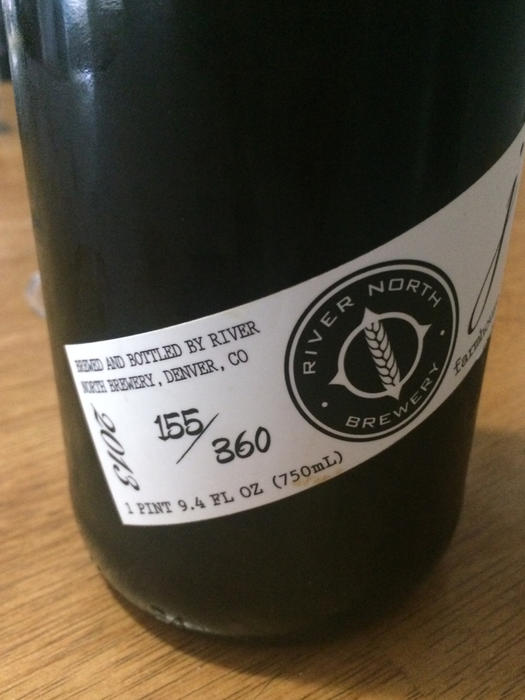 BREWED AND BOTTLED BY RIVER
NORTH BREWERY, DENVER, CO
2013
155/360
1 PINT 9.4 FL OZ (750mL)
RIVER NORTH
BREWERY